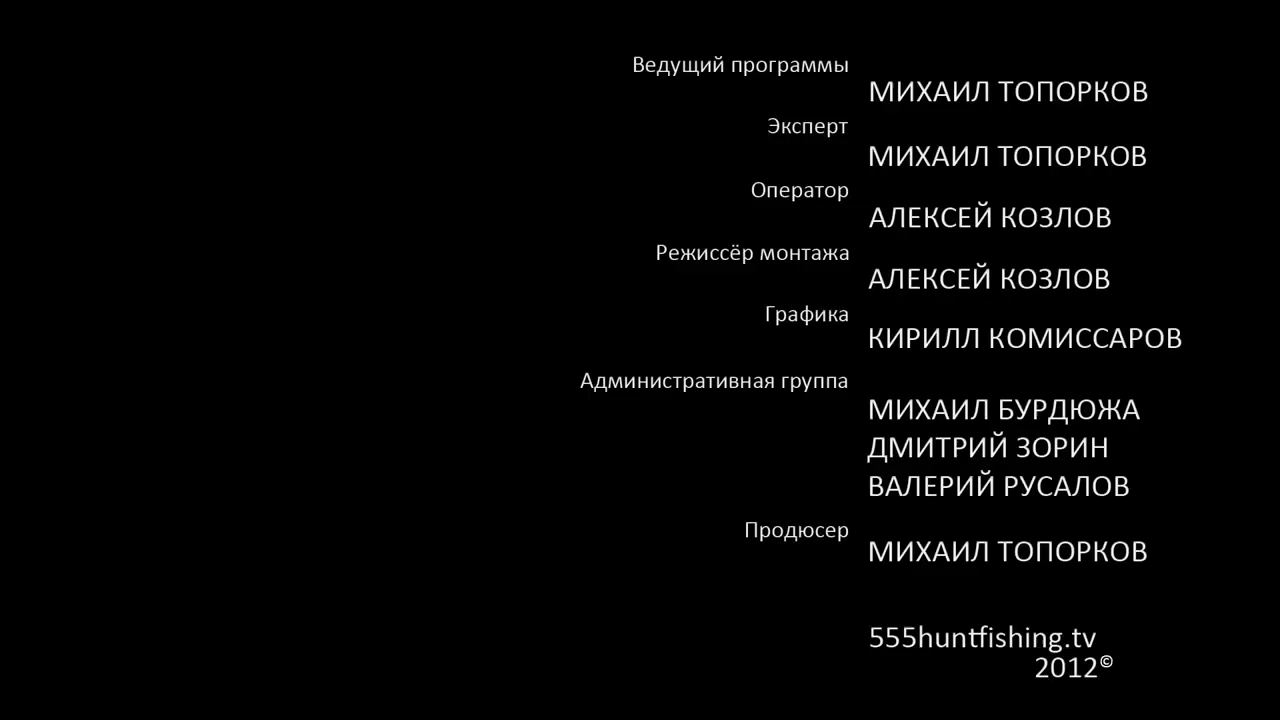 Ведущий программы
МИХАИЛ ТОПОРКОВ
Эксперт
МИХАИЛ ТОПОРКОВ
Оператор
АЛЕКСЕЙ КОЗЛОВ
Режиссёр монтажа
АЛЕКСЕЙ КОЗЛОВ
Графика
КИРИЛЛ КОМИССАРОВ
Административная группа
МИХАИЛ БУРДЮЖА
ДМИТРИЙ ЗОРИН
ВАЛЕРИЙ РУСАЛОВ
Продюсер
МИХАИЛ ТОПОРКОВ
555huntfishing.tv
2012©